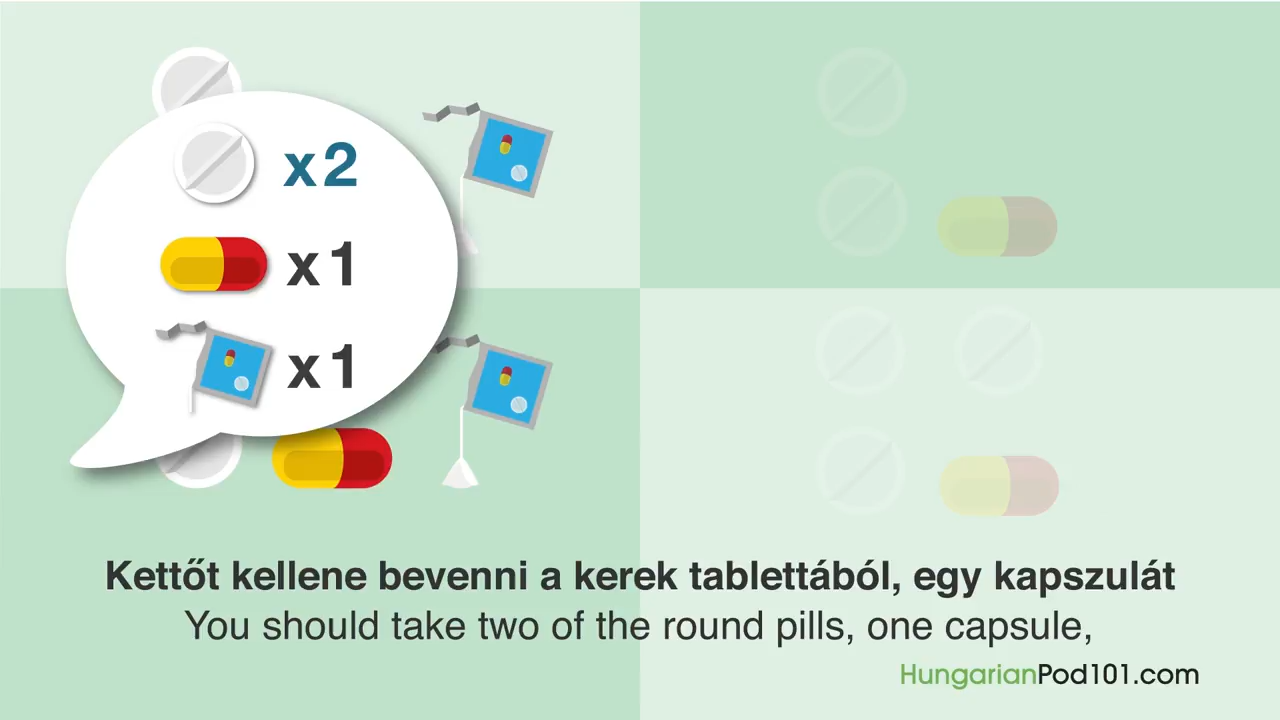 x2
x1
x1
Kettőt kellene bevenni a kerek tablettából, egy kapszulát
You should take two of the round pills, one capsule,
HungarianPod101.com